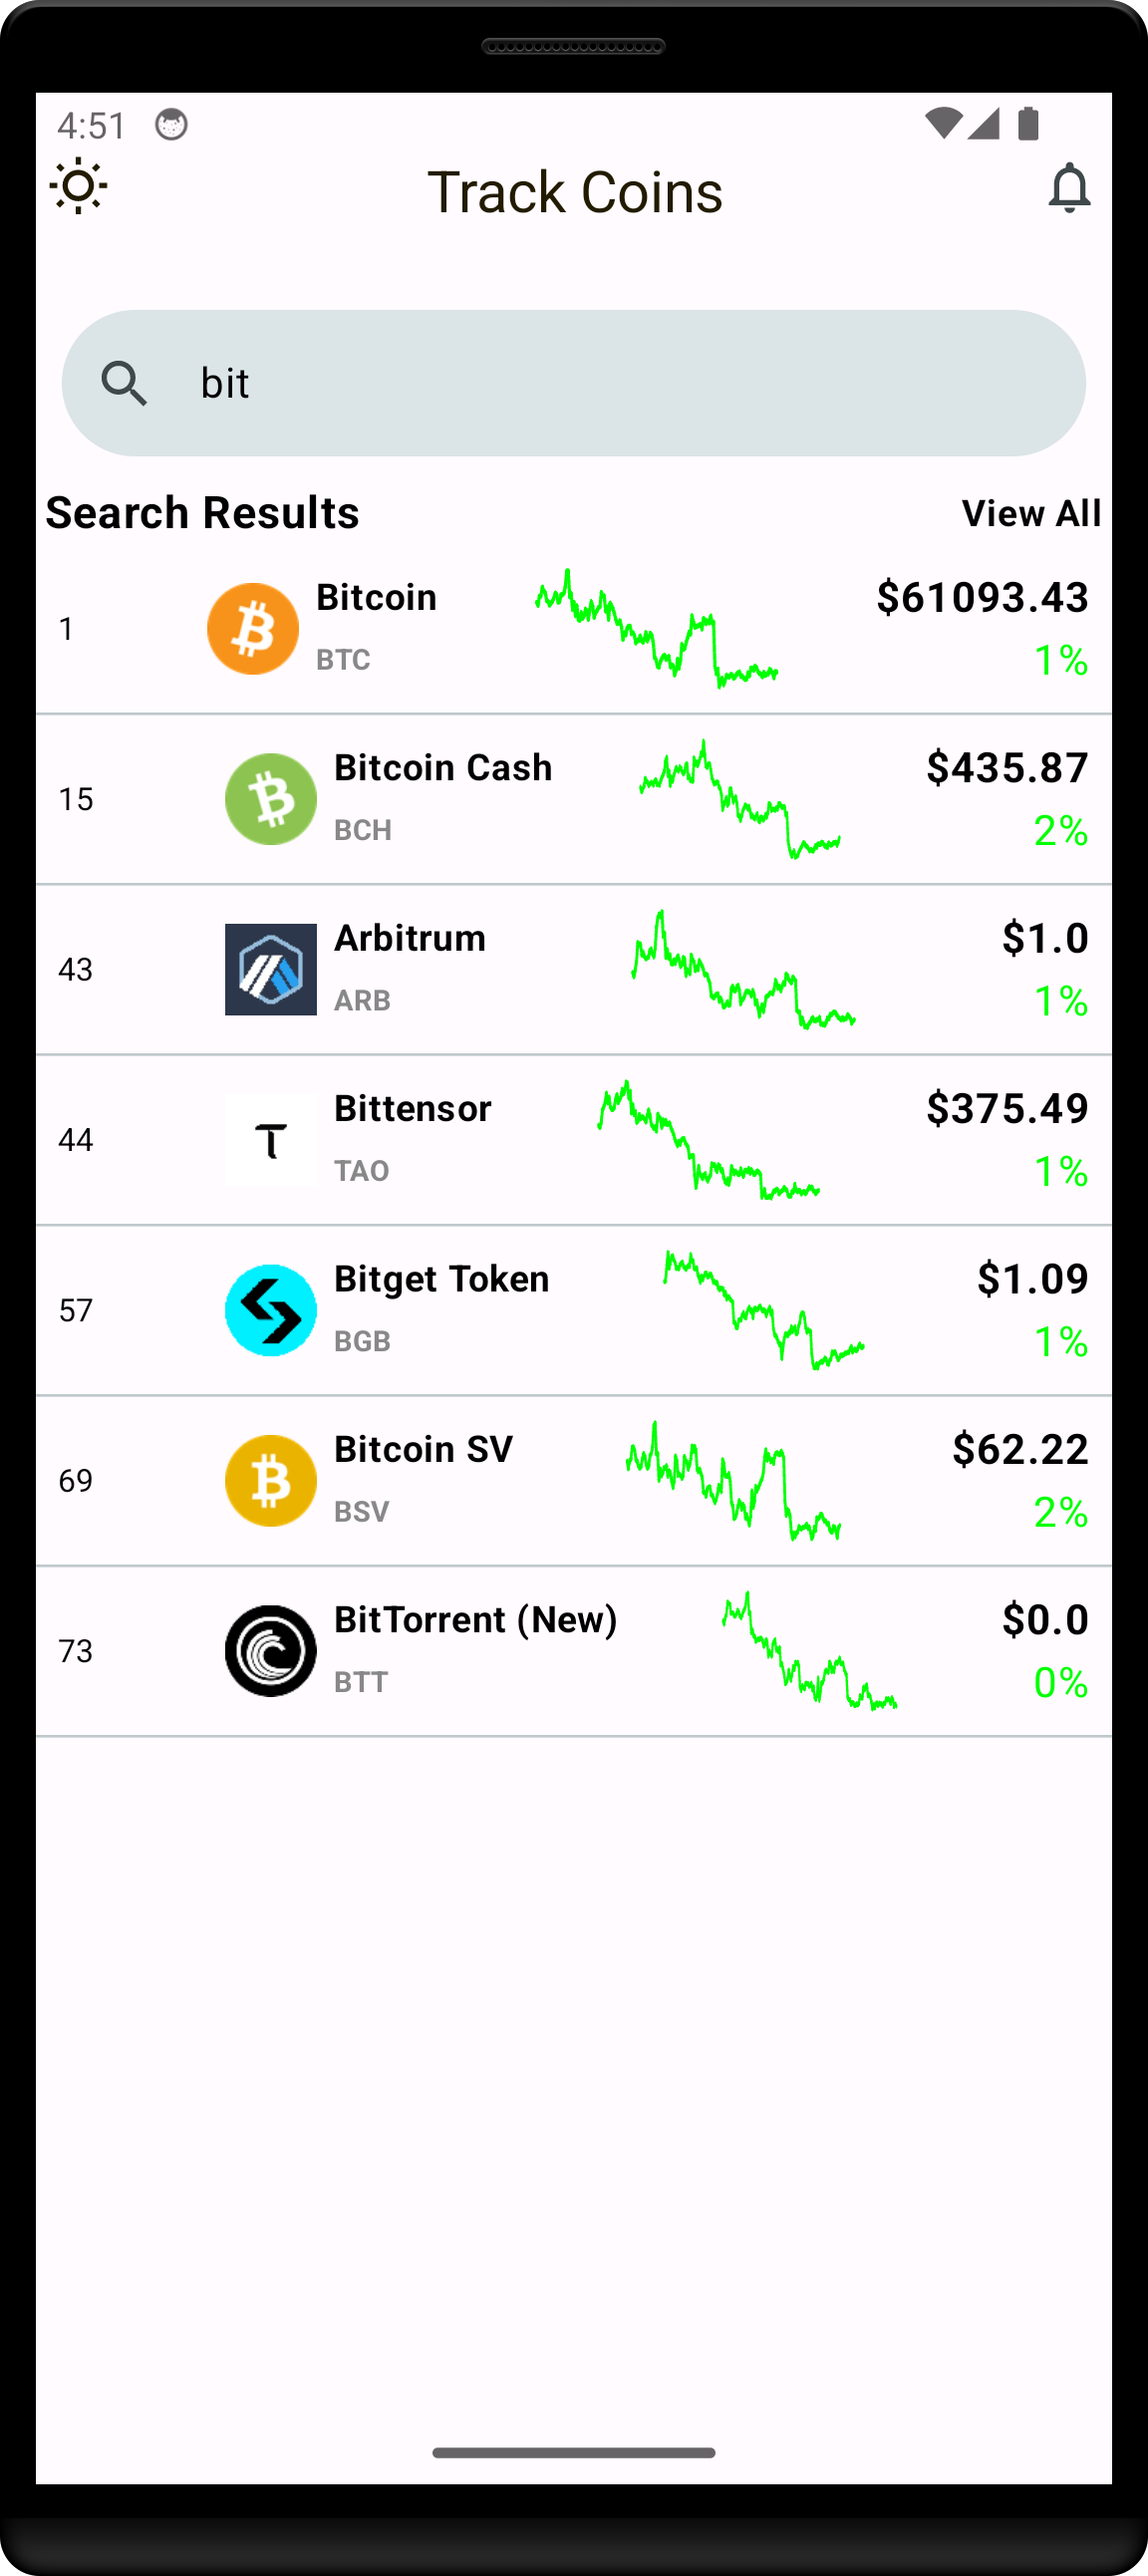 4:51
Track Coins
bit
Search Results View All
1 Bitcoin $61093.43
BTC 1%
15 Bitcoin Cash $435.87
BCH 2%
43 Arbitrum $1.0
ARB 1%
44 Bittensor $375.49
TAO 1%
57 Bitget Token $1.09
BGB 1%
69 Bitcoin SV $62.22
BSV 2%
73 BitTorrent (New) $0.0
BTT 0%